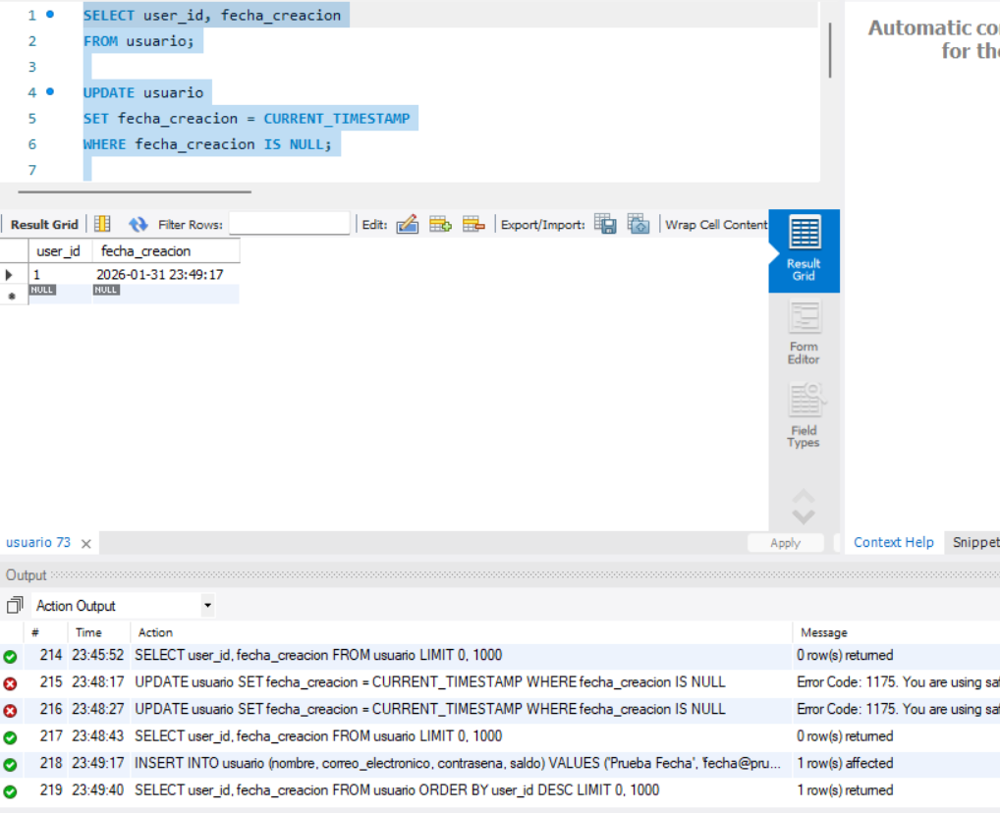 1 SELECT user_id, fecha_creacion
2 FROM usuario;
3
4 UPDATE usuario
5 SET fecha_creacion = CURRENT_TIMESTAMP
6 WHERE fecha_creacion IS NULL;
7
Automatic co
for the
Result Grid Filter Rows: Edit: Export/Import: Wrap Cell Content
user_id fecha_creacion
1 2026-01-31 23:49:17
NULL NULL
Result
Grid
Form
Editor
Field
Types
usuario 73 Apply Context Help Snippet
Output
Action Output
# Time Action Message
214 23:45:52 SELECT user_id, fecha_creacion FROM usuario LIMIT 0, 1000 0 row(s) returned
215 23:48:17 UPDATE usuario SET fecha_creacion = CURRENT_TIMESTAMP WHERE fecha_creacion IS NULL Error Code: 1175. You are using saf
216 23:48:27 UPDATE usuario SET fecha_creacion = CURRENT_TIMESTAMP WHERE fecha_creacion IS NULL Error Code: 1175. You are using saf
217 23:48:43 SELECT user_id, fecha_creacion FROM usuario LIMIT 0, 1000 0 row(s) returned
218 23:49:17 INSERT INTO usuario (nombre, correo_electronico, contrasena, saldo) VALUES ('Prueba Fecha', 'fecha@pru... 1 row(s) affected
219 23:49:40 SELECT user_id, fecha_creacion FROM usuario ORDER BY user_id DESC LIMIT 0, 1000 1 row(s) returned